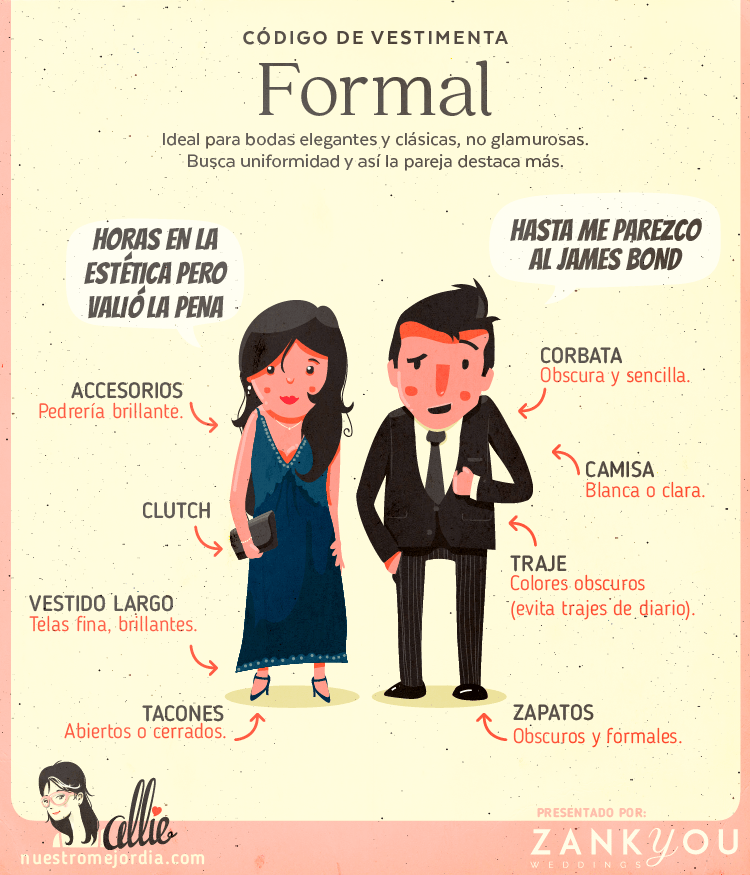 CÓDIGO DE VESTIMENTA
Formal
Ideal para bodas elegantes y clásicas, no glamurosas.
Busca uniformidad y así la pareja destaca más.
HORAS EN LA
ESTÉTICA PERO
VALIÓ LA PENA
HASTA ME PAREZCO
AL JAMES BOND
ACCESORIOS
Pedrería brillante.
CLUTCH
VESTIDO LARGO
Telas fina, brillantes.
TACONES
Abiertos o cerrados.
CORBATA
Obscura y sencilla.
CAMISA
Blanca o clara.
TRAJE
Colores obscuros
(evita trajes de diario).
ZAPATOS
Obscuros y formales.
allie
nuestromejordia.com
PRESENTADO POR:
ZANKYOU
WEDDINGS